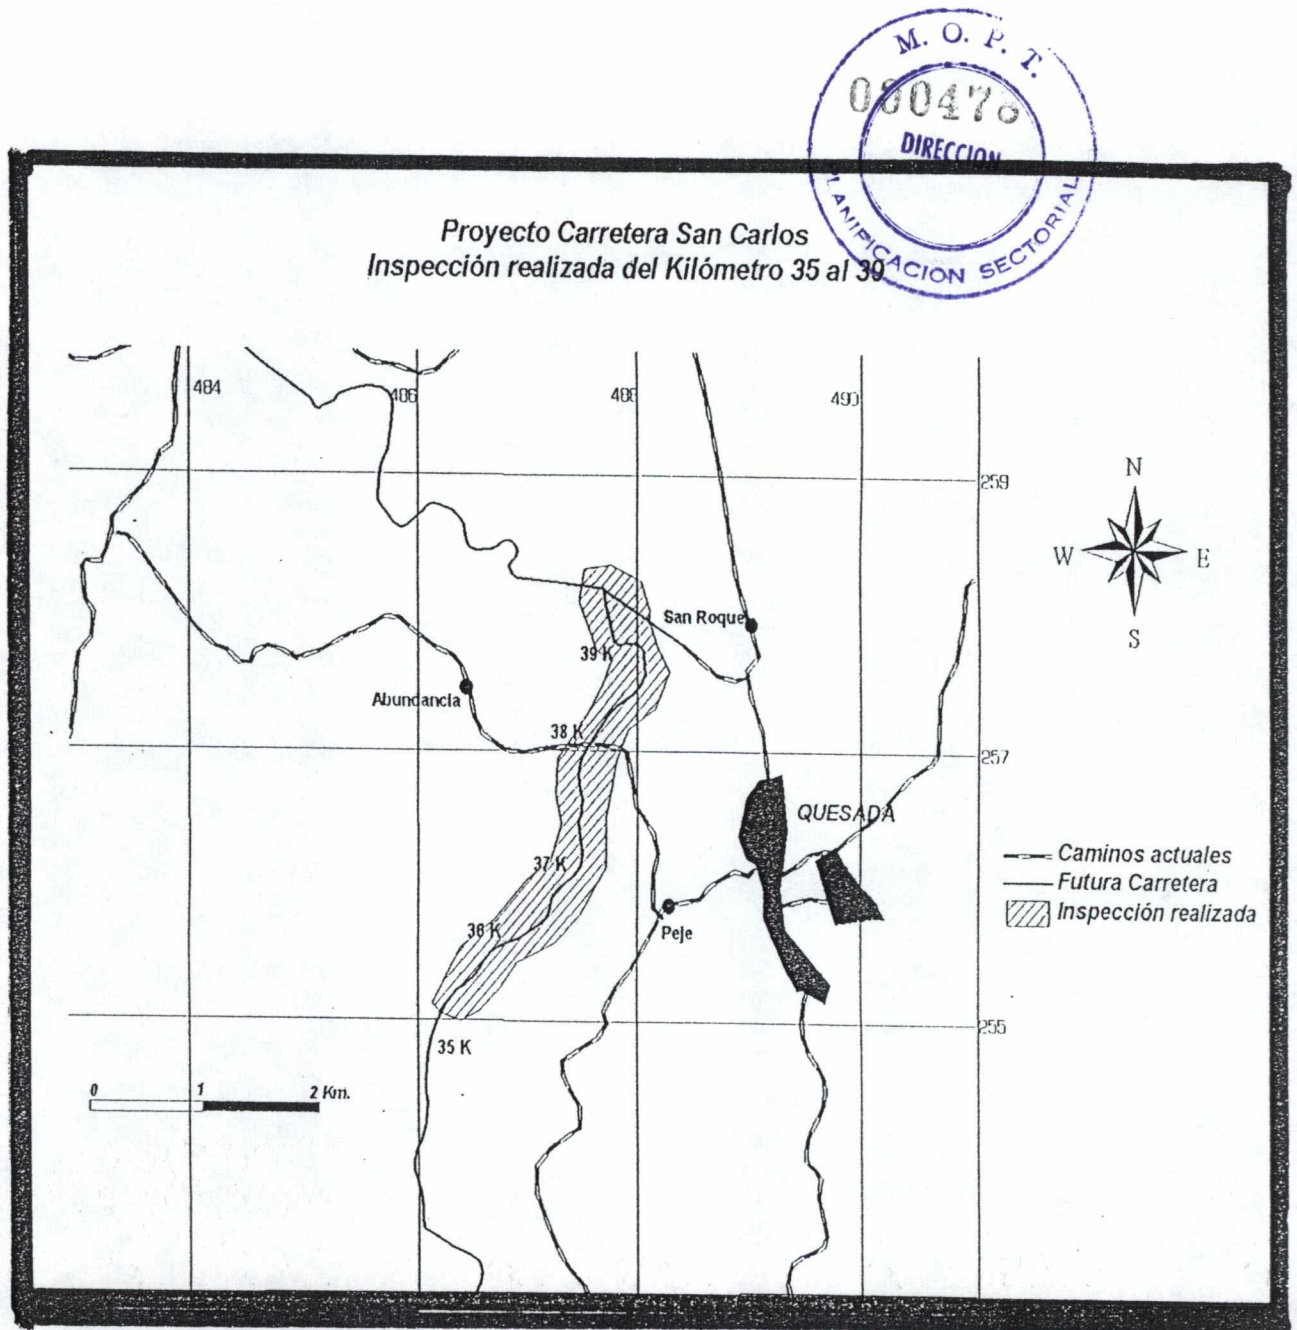 M. O. P. T.
000478
DIRECCION
PLANIFICACION SECTORIAL
Proyecto Carretera San Carlos
Inspección realizada del Kilómetro 35 al 39
484
486
488
490
259
N
W
E
S
San Roque
39 K
Abundancia
38 K
257
QUESADA
37 K
Caminos actuales
Futura Carretera
Inspección realizada
36 K
Peje
255
35 K
0 1 2 Km.